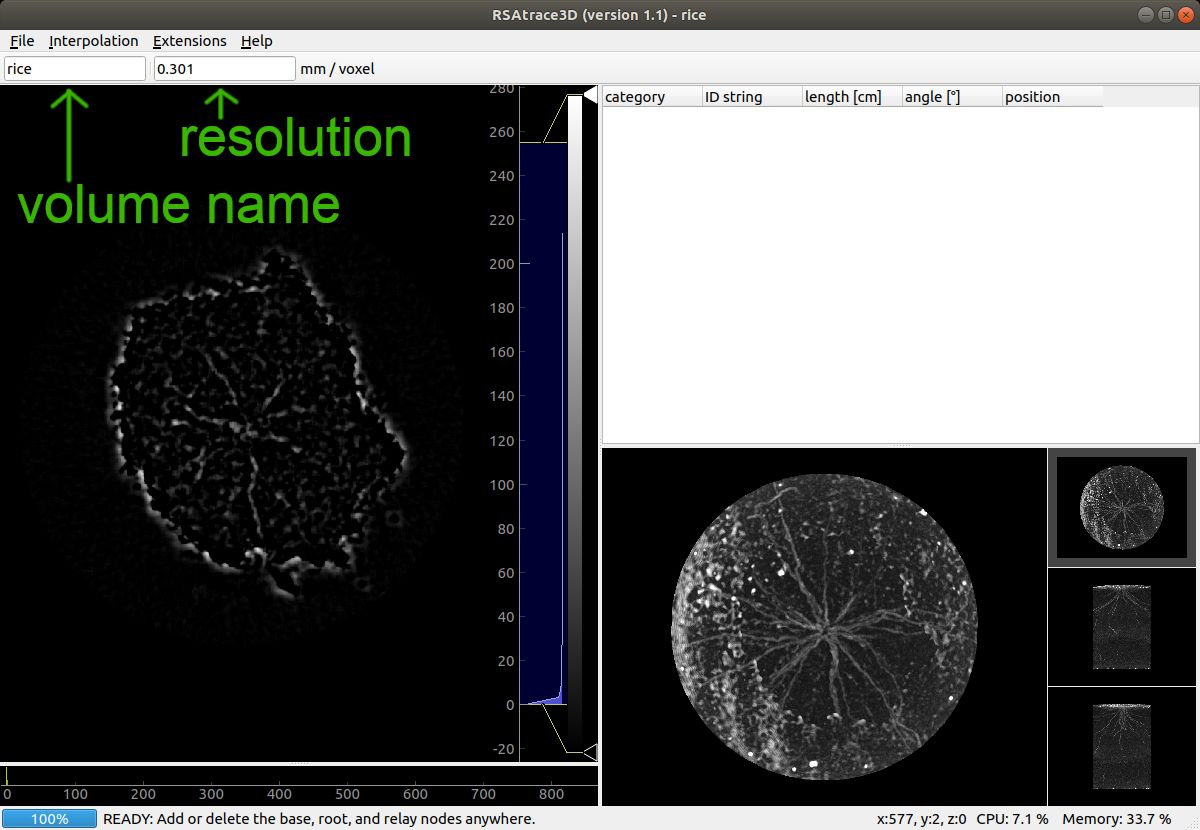 RSAtrace3D (version 1.1) - rice
File Interpolation Extensions Help
rice 0.301 mm / voxel
category ID string length [cm] angle [°] position
resolution
volume name
280
260
240
220
200
180
160
140
120
100
80
60
40
20
0
-20
0 100 200 300 400 500 600 700 800
100% READY: Add or delete the base, root, and relay nodes anywhere. x:577, y:2, z:0 CPU: 7.1 % Memory: 33.7 %